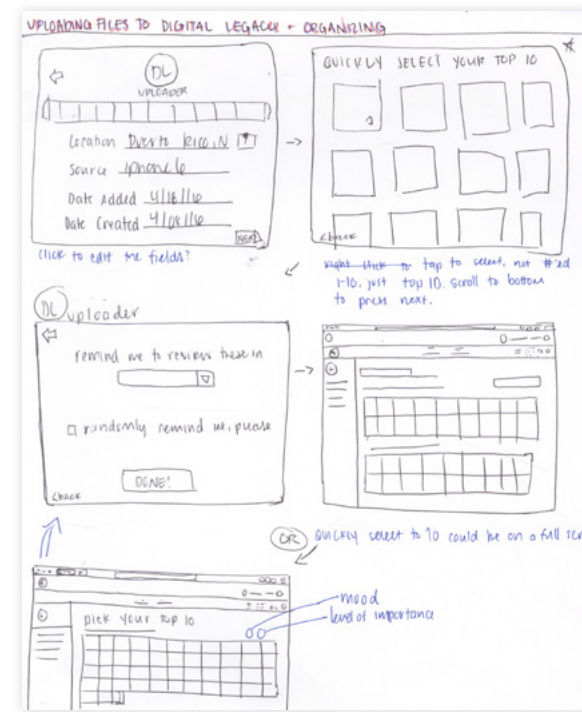 UPLOADING FILES TO DIGITAL LEGACY + ORGANIZING
DL
UPLOADER
Location Puerto Rico, N
Source iphone 6
Date Added 4/18/16
Date Created 4/08/16
NEXT
click to edit the fields?
QUICKLY SELECT YOUR TOP 10
<back
right click to tap to select, not #'ed
1-10, just top 10. scroll to bottom
to press next.
DL uploader
remind me to review these in
randomly remind me, please
DONE!
<back
OR QUICKLY select to 10 could be on a full scr
pick your top 10
mood
level of importance